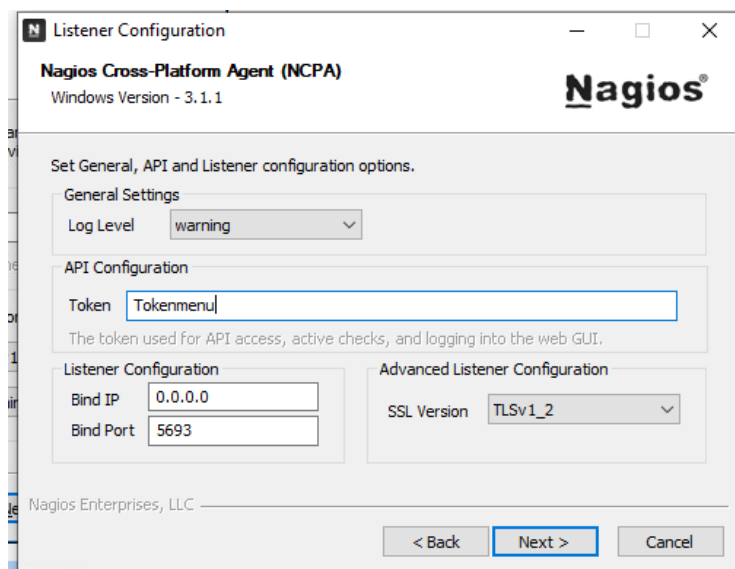 Listener Configuration
Nagios Cross-Platform Agent (NCPA)
Windows Version - 3.1.1
Nagios®
Set General, API and Listener configuration options.
General Settings
Log Level warning
API Configuration
Token Tokenmenu
The token used for API access, active checks, and logging into the web GUI.
Listener Configuration
Bind IP 0.0.0.0
Bind Port 5693
Advanced Listener Configuration
SSL Version TLSv1_2
Nagios Enterprises, LLC
< Back Next > Cancel